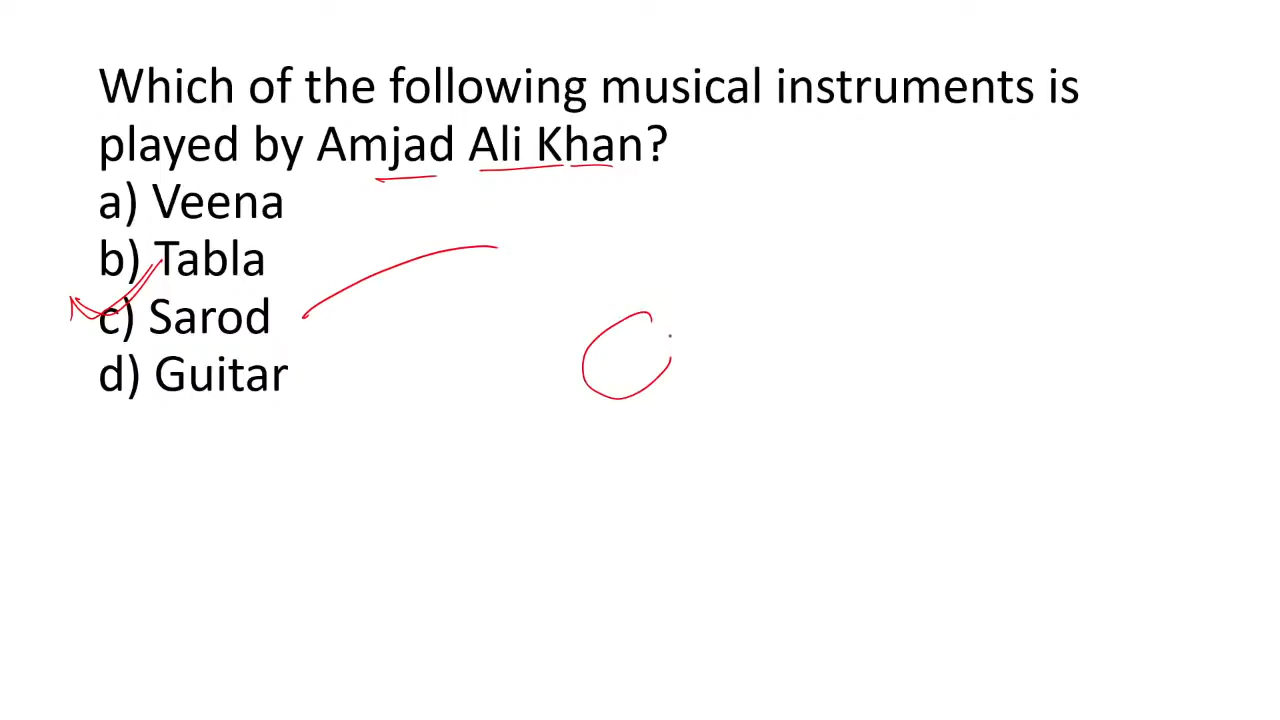 Which of the following musical instruments is
played by Amjad Ali Khan?
a) Veena
b) Tabla
c) Sarod
d) Guitar